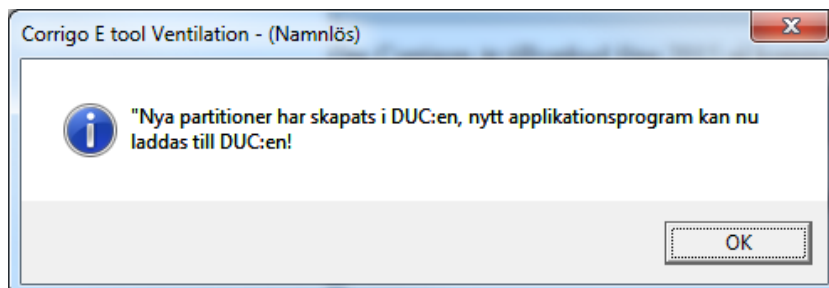 Corrigo E tool Ventilation - (Namnlös)
"Nya partitioner har skapats i DUC:en, nytt applikationsprogram kan nu
laddas till DUC:en!
OK